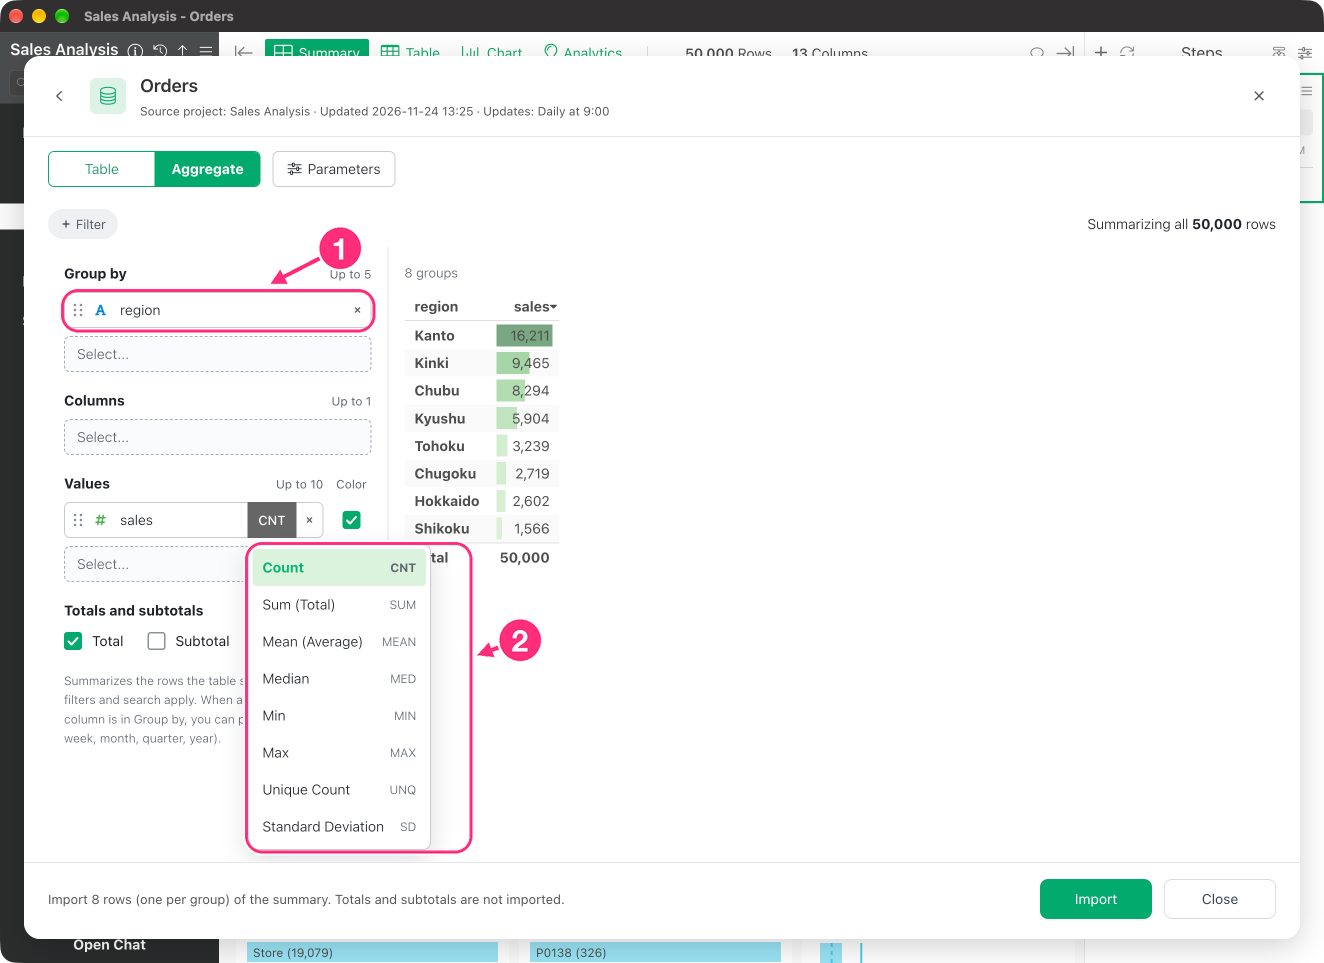 Sales Analysis - Orders
Sales Analysis
Summary
Table
Chart
Analytics
50,000 Rows
13 Columns
Steps
Orders
Source project: Sales Analysis · Updated 2026-11-24 13:25 · Updates: Daily at 9:00
Table
Aggregate
Parameters
+ Filter
Summarizing all 50,000 rows
1
Group by
Up to 5
A region ×
Select...
Columns
Up to 1
Select...
Values
Up to 10
Color
# sales CNT ×
Select...
Totals and subtotals
Total
Subtotal
Summarizes the rows the table s
filters and search apply. When a
column is in Group by, you can p
week, month, quarter, year).
8 groups
region sales
Kanto 16,211
Kinki 9,465
Chubu 8,294
Kyushu 5,904
Tohoku 3,239
Chugoku 2,719
Hokkaido 2,602
Shikoku 1,566
tal 50,000
Count CNT
Sum (Total) SUM
Mean (Average) MEAN
Median MED
Min MIN
Max MAX
Unique Count UNQ
Standard Deviation SD
2
Import 8 rows (one per group) of the summary. Totals and subtotals are not imported.
Import
Close
Open Chat
Store (19,079)
P0138 (326)